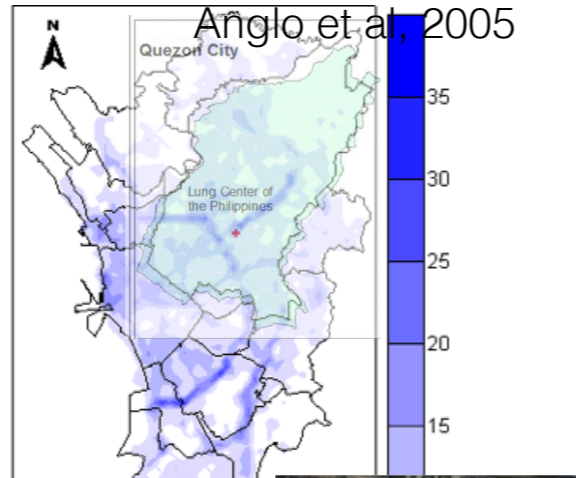 Anglo et al, 2005
N
Quezon City
Lung Center of
the Philippines
35
30
25
20
15